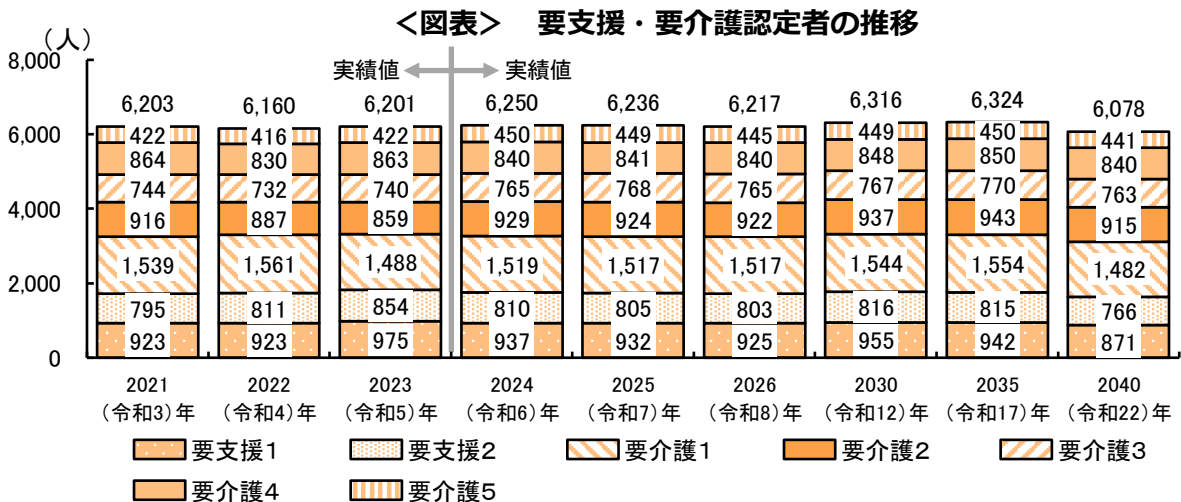 <図表>　要支援・要介護認定者の推移
（人）
8,000
6,000
4,000
2,000
0
実績値 実績値
6,203 6,160 6,201 6,250 6,236 6,217 6,316 6,324 6,078
422 416 422 450 449 445 449 450 441
864 830 863 840 841 840 848 850 840
744 732 740 765 768 765 767 770 763
916 887 859 929 924 922 937 943 915
1,539 1,561 1,488 1,519 1,517 1,517 1,544 1,554 1,482
795 811 854 810 805 803 816 815 766
923 923 975 937 932 925 955 942 871
2021 2022 2023 2024 2025 2026 2030 2035 2040
（令和3）年 （令和4）年 （令和5）年 （令和6）年 （令和7）年 （令和8）年 （令和12）年 （令和17）年 （令和22）年
要支援1 要支援2 要介護1 要介護2 要介護3
要介護4 要介護5